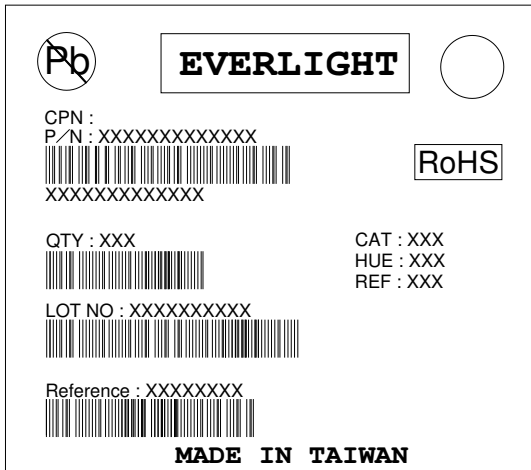 Pb
EVERLIGHT
CPN :
P/N : XXXXXXXXXXXXX
RoHS
XXXXXXXXXXXXX
QTY : XXX
CAT : XXX
HUE : XXX
REF : XXX
LOT NO : XXXXXXXXXX
Reference : XXXXXXXX
MADE IN TAIWAN